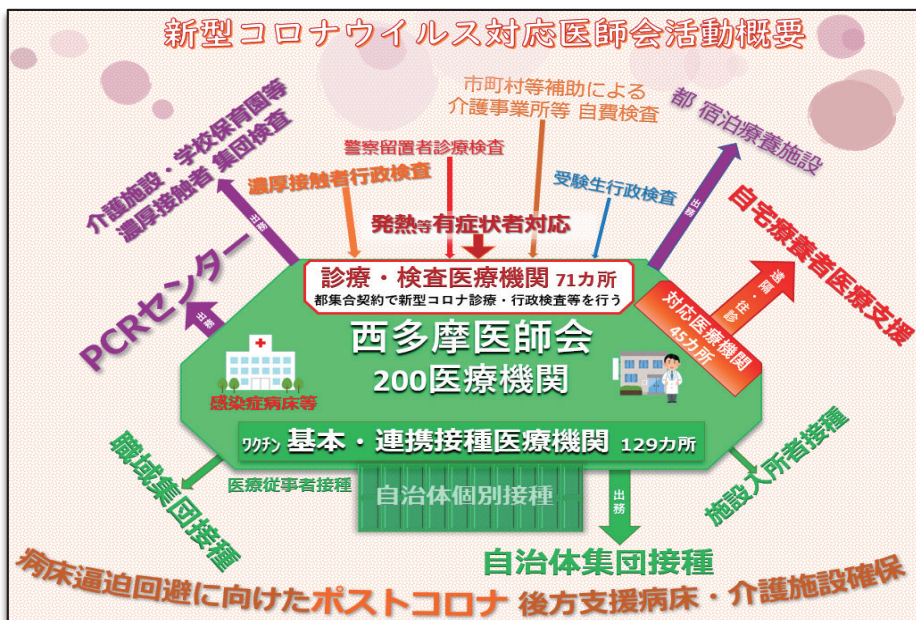 新型コロナウイルス対応医師会活動概要
介護施設・学校保育園等
濃厚接触者 集団検査
出務
PCRセンター
出務
濃厚接触者行政検査
警察留置者診療検査
市町村等補助による
介護事業所等 自費検査
受験生行政検査
発熱等有症状者対応
都 宿泊療養施設
出務
自宅療養者医療支援
遠隔・往診
対応医療機関
45カ所
診療・検査医療機関 71カ所
都集合契約で新型コロナ診療・行政検査等を行う
西多摩医師会
200医療機関
感染症病床等
ワクチン 基本・連携接種医療機関 129カ所
職域集団接種
医療従事者接種
自治体個別接種
出務
自治体集団接種
施設入所者接種
病床逼迫回避に向けたポストコロナ 後方支援病床・介護施設確保